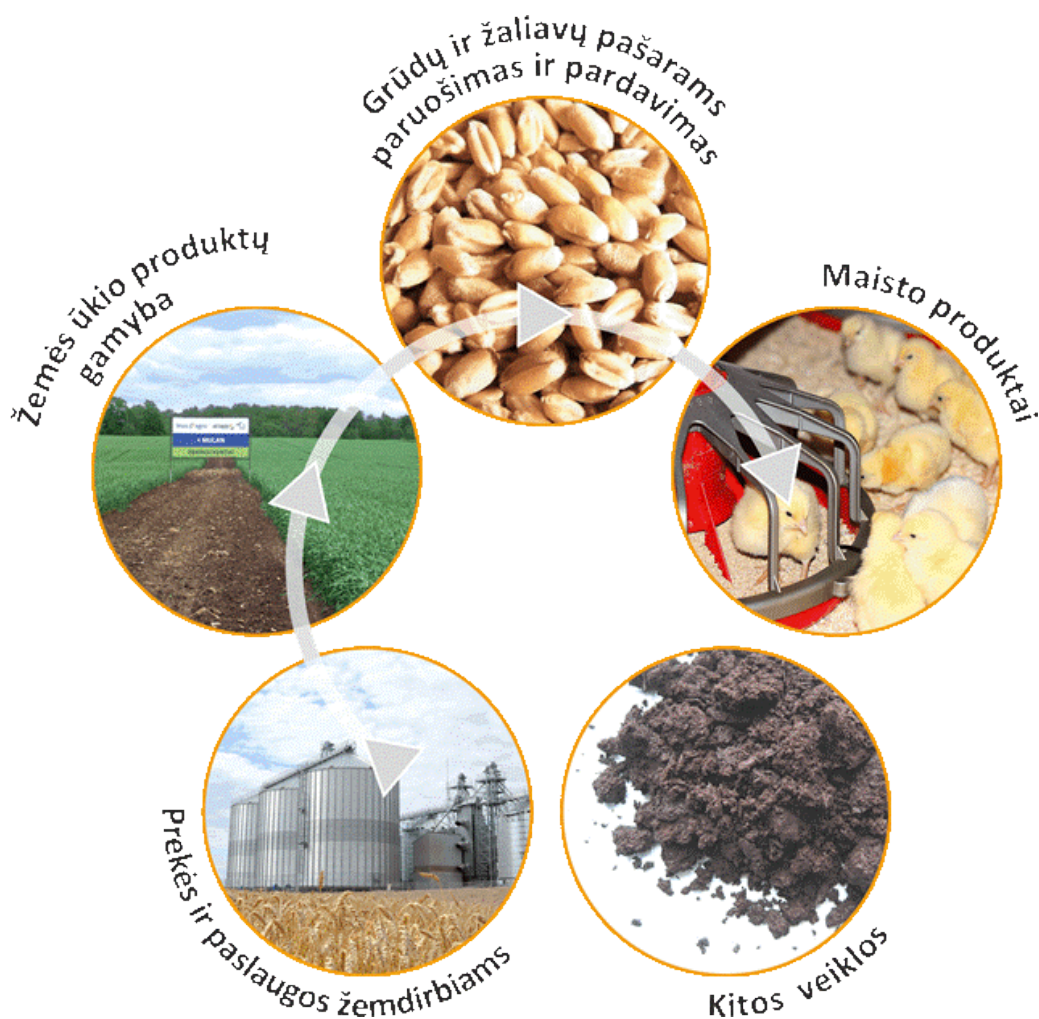 Grūdų ir žaliavų pašarams
paruošimas ir pardavimas
Žemės ūkio produktų
gamyba
Maisto produktai
Prekės ir paslaugos žemdirbiams
Kitos veiklos